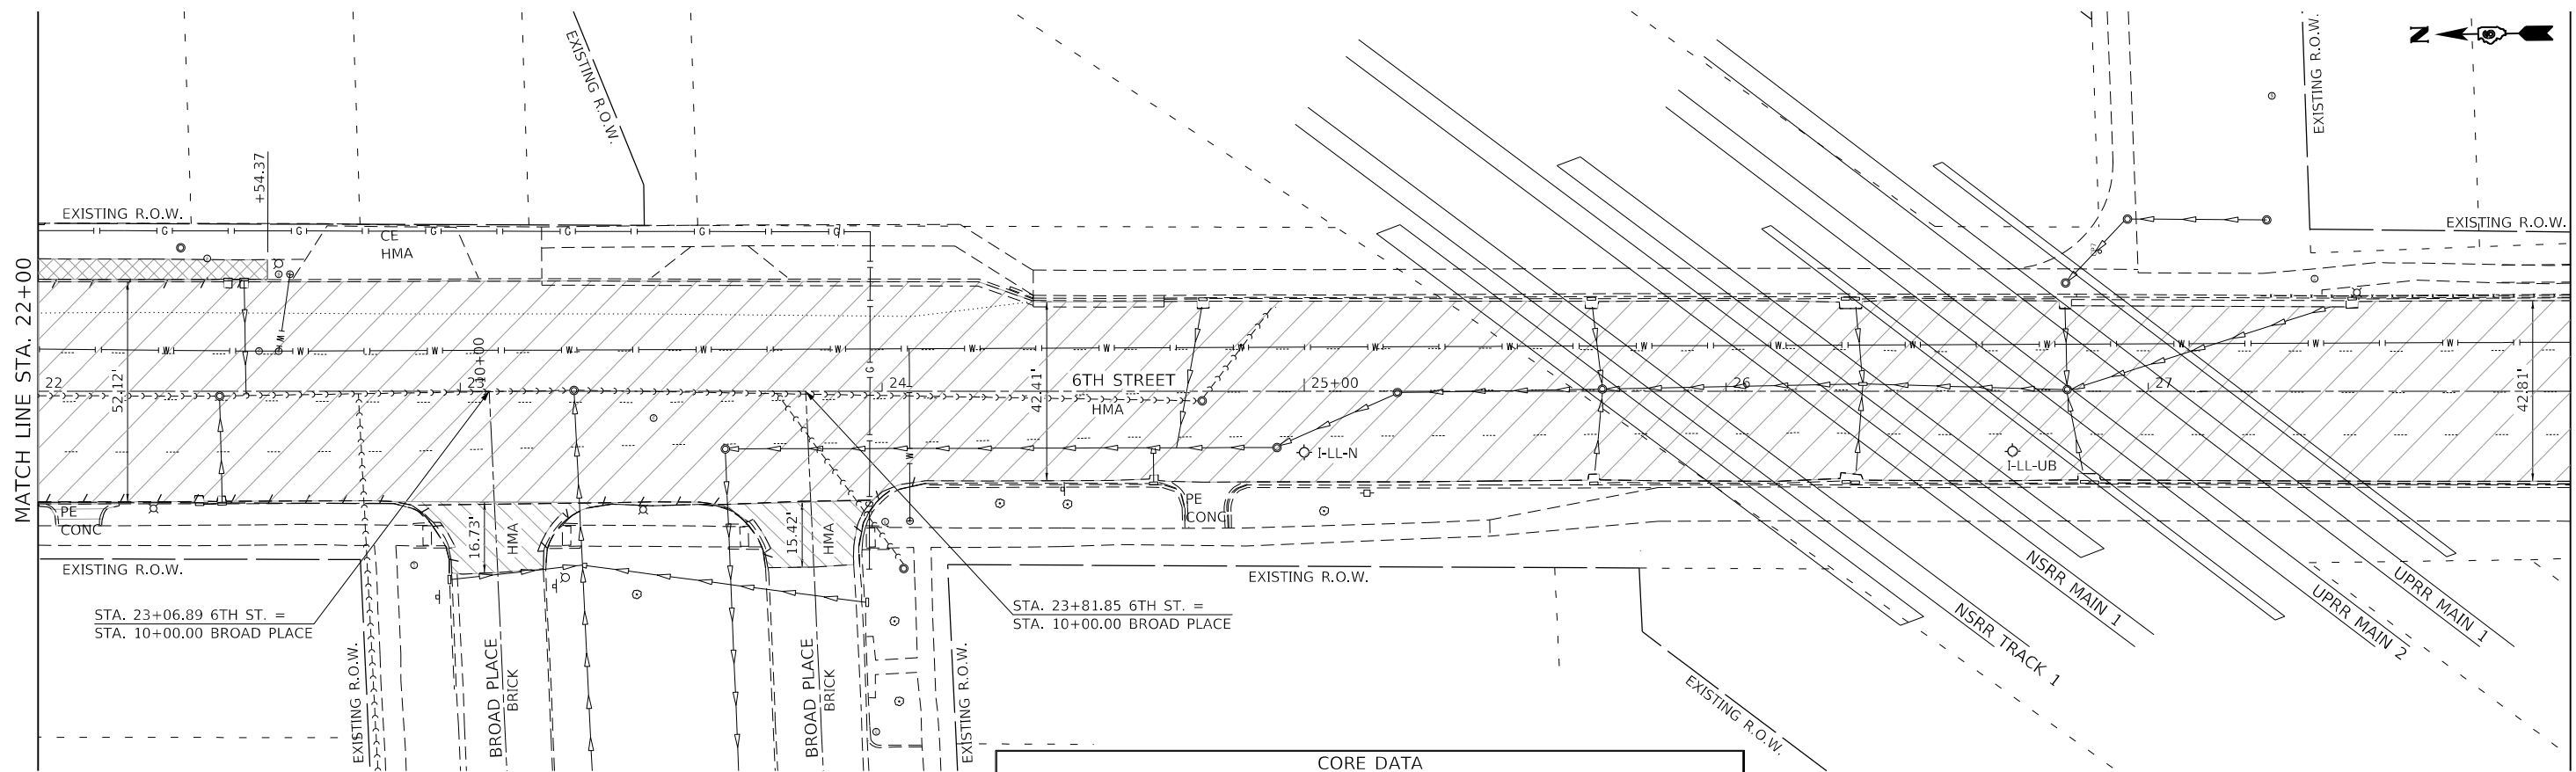 N
EXISTING R.O.W.
EXISTING R.O.W.
+54.37
EXISTING R.O.W.
EXISTING R.O.W.
G G G G G G
CE
HMA
MATCH LINE STA. 22+00
W W W W W W W W W W W W W W W W W W
W
G
52.12'
10+00
42.41'
42.81'
22 23 24 25+00 26 27
6TH STREET
HMA
W
I-LL-N
I-LL-UB
PE
CONC
16.73'
HMA
15.42'
HMA
PE
CONC
EXISTING R.O.W.
EXISTING R.O.W.
STA. 23+06.89 6TH ST. =
STA. 10+00.00 BROAD PLACE
STA. 23+81.85 6TH ST. =
STA. 10+00.00 BROAD PLACE
NSRR TRACK 1
NSRR MAIN 1
UPRR MAIN 2
UPRR MAIN 1
EXISTING R.O.W.
BROAD PLACE
BRICK
BROAD PLACE
BRICK
EXISTING R.O.W.
EXISTING R.O.W.
CORE DATA